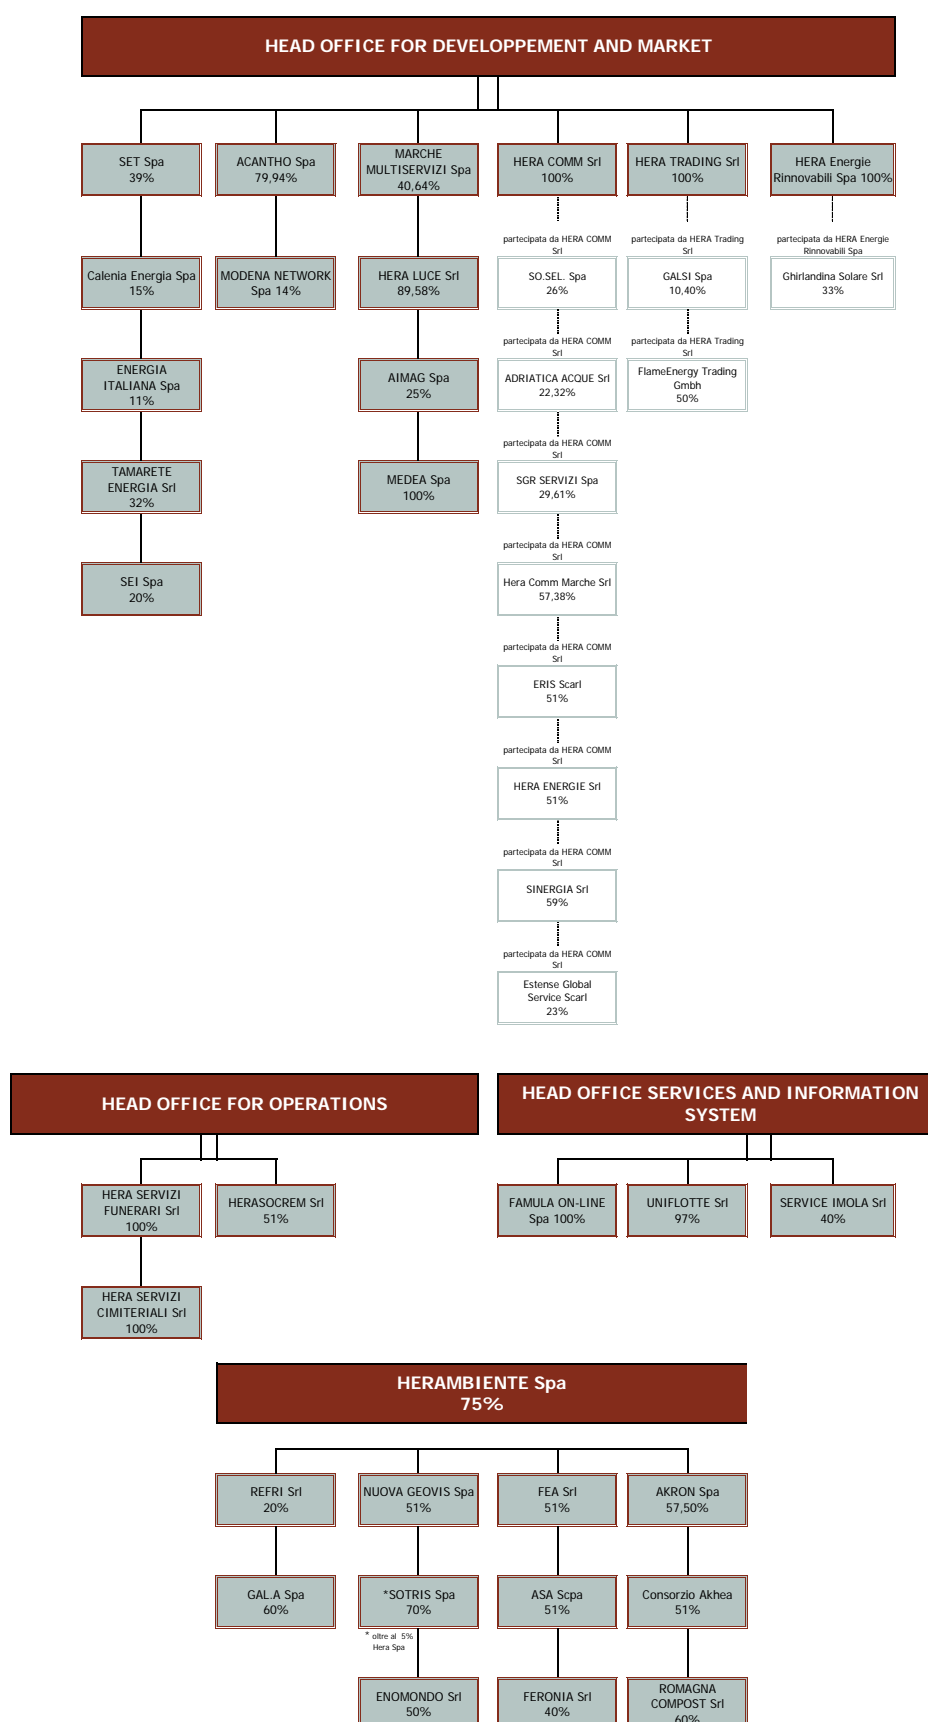 HEAD OFFICE FOR DEVELOPPEMENT AND MARKET
SET Spa
39%
ACANTHO Spa
79,94%
MARCHE
MULTISERVIZI Spa
40,64%
HERA COMM Srl
100%
HERA TRADING Srl
100%
HERA Energie
Rinnovabili Spa 100%
partecipata da HERA COMM
Srl
partecipata da HERA Trading
Srl
partecipata da HERA Energie
Rinnovabili Spa
Calenia Energia Spa
15%
MODENA NETWORK
Spa 14%
HERA LUCE Srl
89,58%
SO.SEL. Spa
26%
GALSI Spa
10,40%
Ghirlandina Solare Srl
33%
partecipata da HERA COMM
Srl
partecipata da HERA Trading
Srl
ENERGIA
ITALIANA Spa
11%
AIMAG Spa
25%
ADRIATICA ACQUE Srl
22,32%
FlameEnergy Trading
Gmbh
50%
partecipata da HERA COMM
Srl
TAMARETE
ENERGIA Srl
32%
MEDEA Spa
100%
SGR SERVIZI Spa
29,61%
partecipata da HERA COMM
Srl
SEI Spa
20%
Hera Comm Marche Srl
57,38%
partecipata da HERA COMM
Srl
ERIS Scarl
51%
partecipata da HERA COMM
Srl
HERA ENERGIE Srl
51%
partecipata da HERA COMM
Srl
SINERGIA Srl
59%
partecipata da HERA COMM
Srl
Estense Global
Service Scarl
23%
HEAD OFFICE FOR OPERATIONS
HEAD OFFICE SERVICES AND INFORMATION
SYSTEM
HERA SERVIZI
FUNERARI Srl
100%
HERASOCREM Srl
51%
FAMULA ON-LINE
Spa 100%
UNIFLOTTE Srl
97%
SERVICE IMOLA Srl
40%
HERA SERVIZI
CIMITERIALI Srl
100%
HERAMBIENTE Spa
75%
REFRI Srl
20%
NUOVA GEOVIS Spa
51%
FEA Srl
51%
AKRON Spa
57,50%
GAL.A Spa
60%
*SOTRIS Spa
70%
ASA Scpa
51%
Consorzio Akhea
51%
* oltre al 5%
Hera Spa
ENOMONDO Srl
50%
FERONIA Srl
40%
ROMAGNA
COMPOST Srl
60%